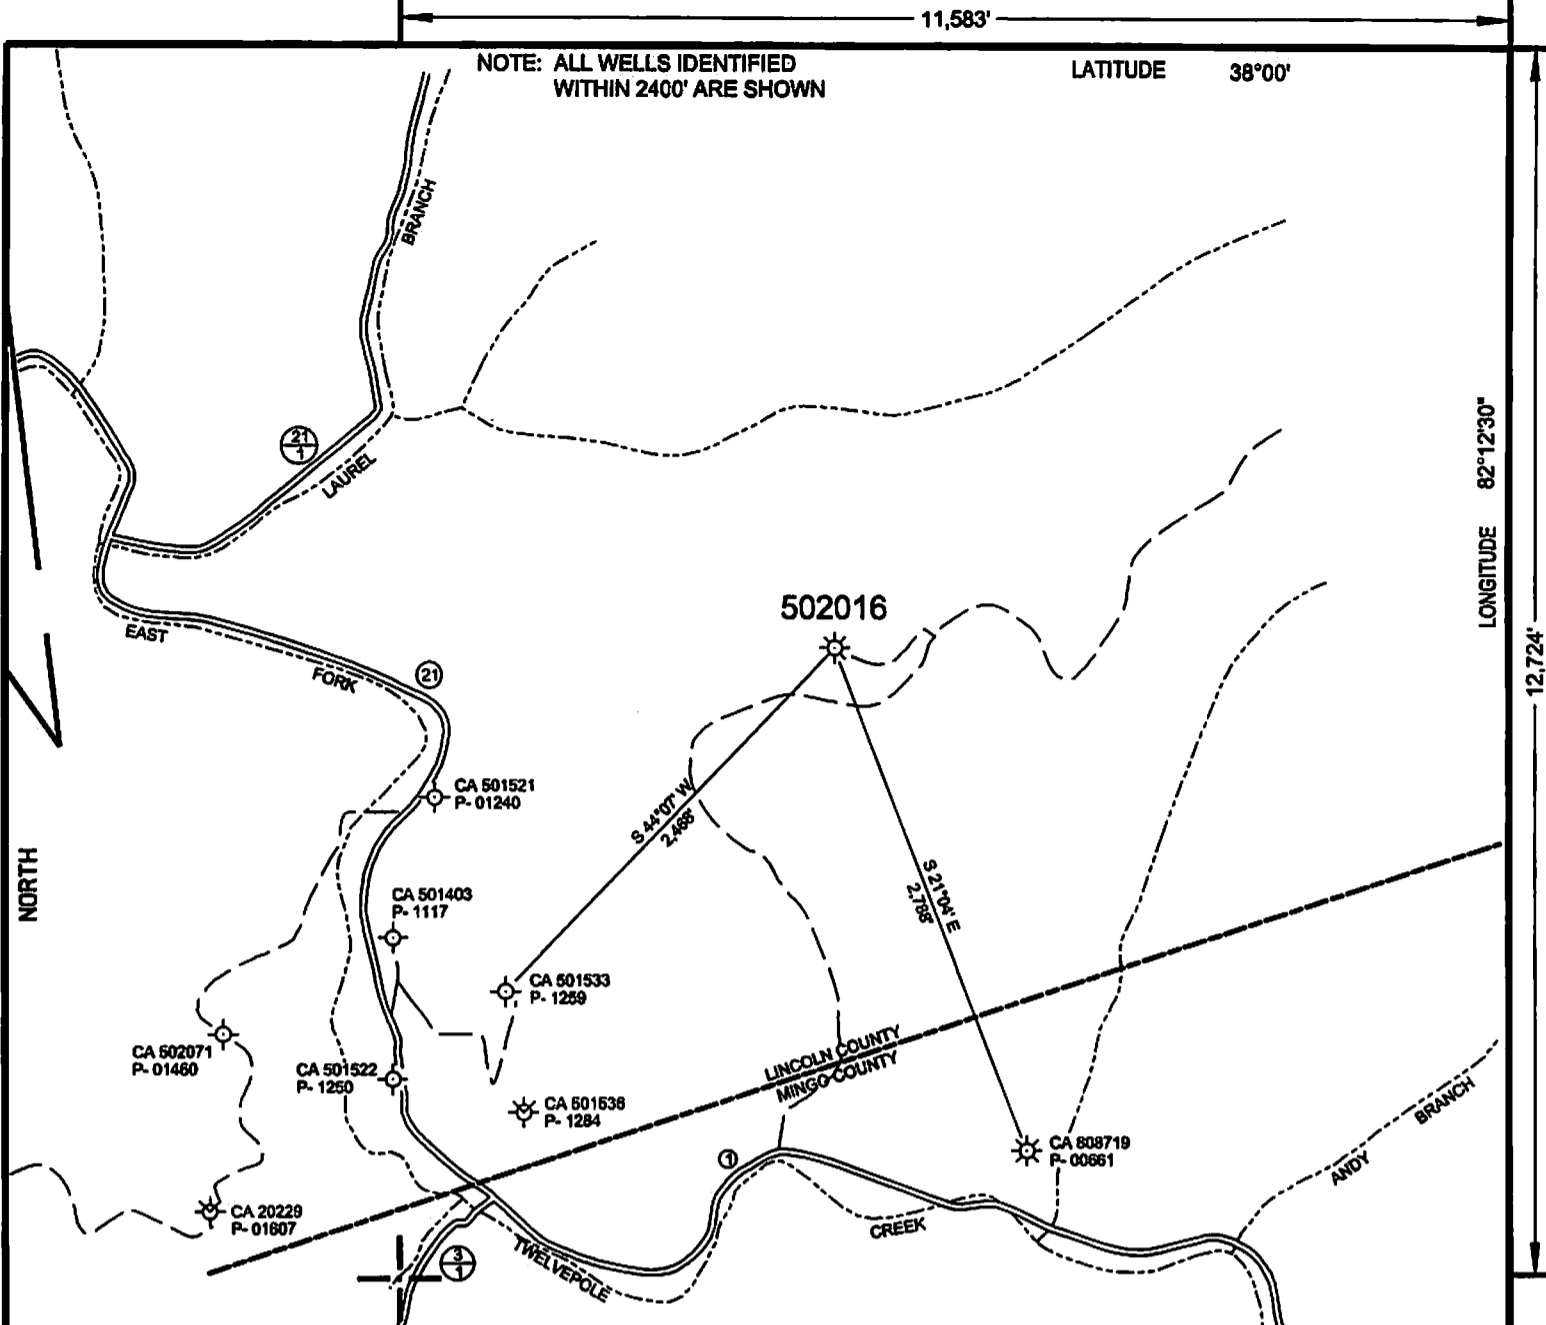 11,583'
NOTE: ALL WELLS IDENTIFIED
WITHIN 2400' ARE SHOWN
LATITUDE 38°00'
BRANCH
LONGITUDE 82°12'30"
12,724'
21
1
LAUREL
EAST
FORK
21
502016
CA 501521
P- 01240
S 44°07' W
2,468'
NORTH
CA 501403
P- 1117
S 21°04' E
2,788'
CA 501533
P- 1259
CA 502071
P- 01460
CA 501522
P- 1250
LINCOLN COUNTY
MINGO COUNTY
CA 501536
P- 1284
BRANCH
ANDY
1
CA 808719
P- 00661
CA 20229
P- 01607
CREEK
3
1
TWELVEPOLE